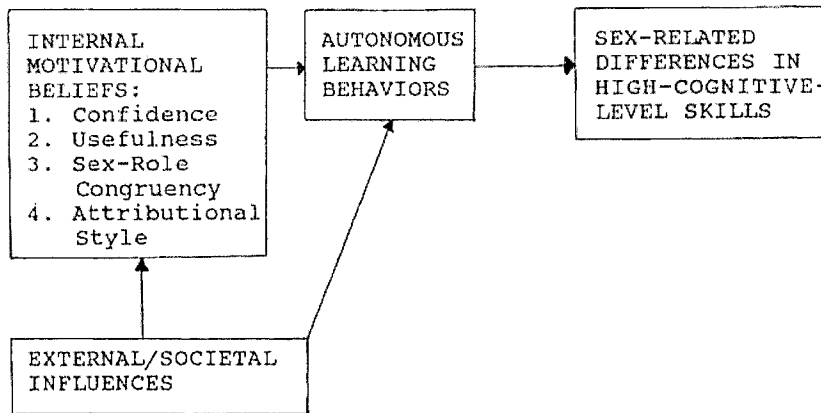 INTERNAL
MOTIVATIONAL
BELIEFS:
1. Confidence
2. Usefulness
3. Sex-Role
Congruency
4. Attributional
Style
AUTONOMOUS
LEARNING
BEHAVIORS
SEX-RELATED
DIFFERENCES IN
HIGH-COGNITIVE-
LEVEL SKILLS
EXTERNAL/SOCIETAL
INFLUENCES